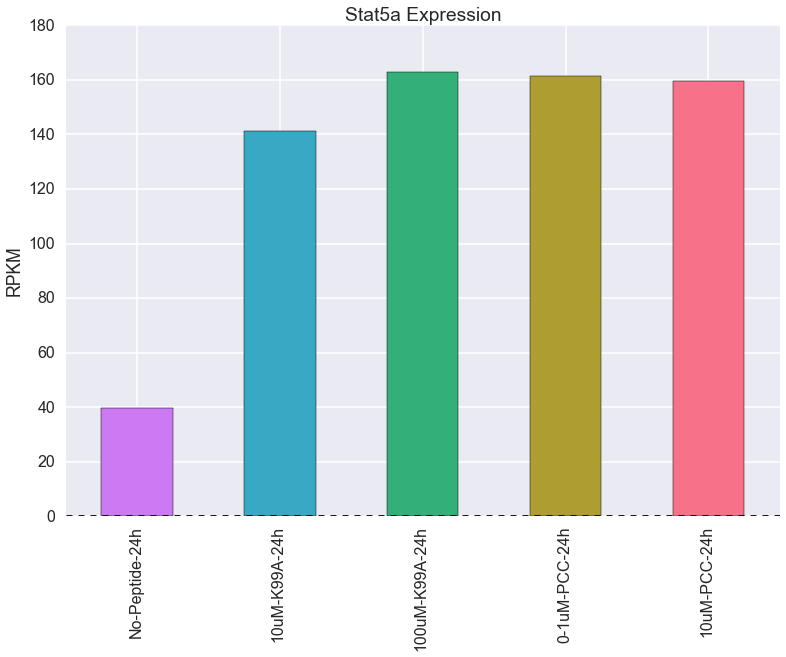 Stat5a Expression
180
160
140
120
100
80
60
40
20
0
RPKM
No-Peptide-24h
10uM-K99A-24h
100uM-K99A-24h
0-1uM-PCC-24h
10uM-PCC-24h